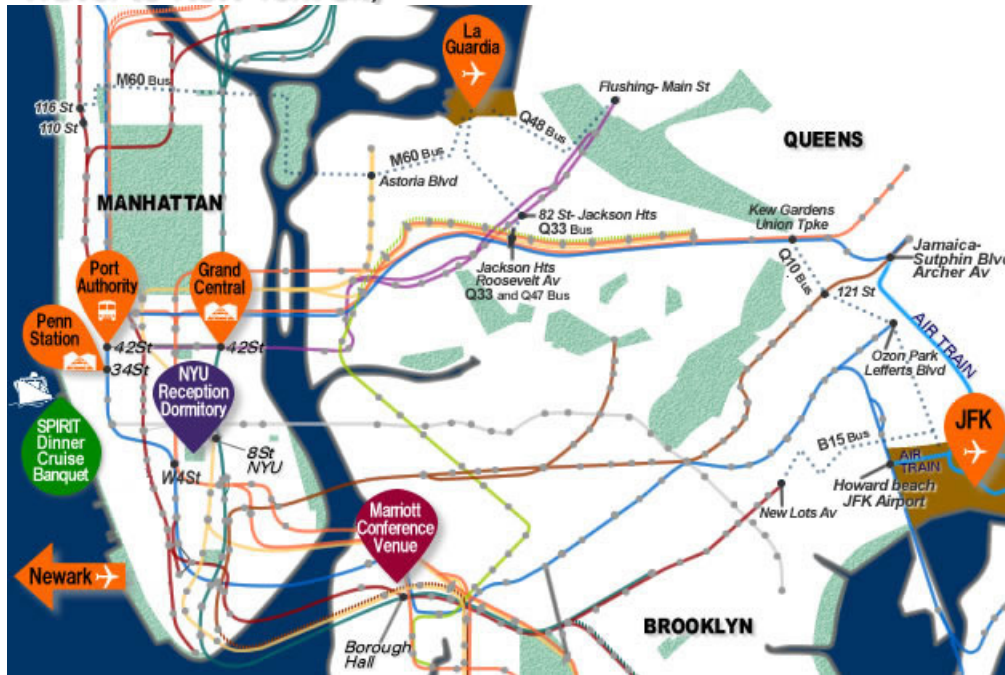 La
Guardia
M60 Bus
Flushing- Main St
116 St
110 St
Q48 Bus
QUEENS
M60 Bus
Astoria Blvd
MANHATTAN
82 St- Jackson Hts
Q33 Bus
Kew Gardens
Union Tpke
Port
Authority
Grand
Central
Jackson Hts
Roosevelt Av
Q33 and Q47 Bus
Q10 Bus
Jamaica-
Sutphin Blv
Archer Av
121 St
Penn
Station
42St
42St
34St
AIR TRAIN
Ozon Park
Lefferts Blvd
NYU
Reception
Dormitory
SPIRIT
Dinner
Cruise
Banquet
8St
NYU
JFK
B15 Bus
W4St
AIR
TRAIN
Howard beach
JFK Airport
Marriott
Conference
Venue
New Lots Av
Newark
Borough
Hall
BROOKLYN